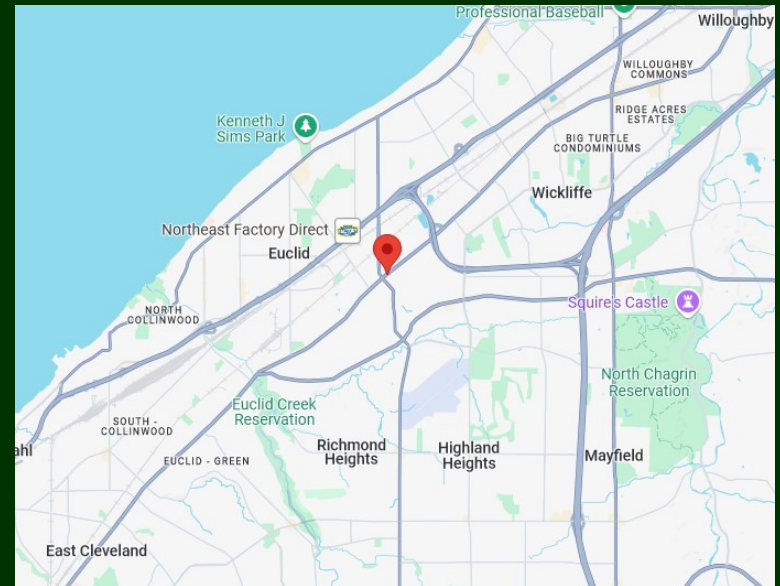 Professional Baseball
Willoughby
WILLOUGHBY
COMMONS
RIDGE ACRES
ESTATES
Kenneth J
Sims Park
BIG TURTLE
CONDOMINIUMS
Wickliffe
Northeast Factory Direct
Euclid
Squire's Castle
NORTH
COLLINWOOD
North Chagrin
Reservation
Euclid Creek
Reservation
SOUTH -
COLLINWOOD
ahl
Richmond
Heights
Highland
Heights
Mayfield
EUCLID - GREEN
East Cleveland